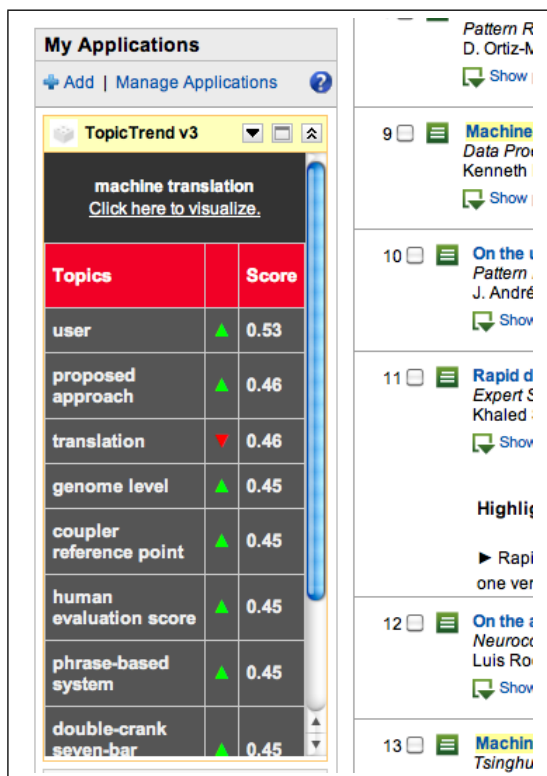 My Applications
Add | Manage Applications ?
TopicTrend v3
machine translation
Click here to visualize.
Topics Score
user 0.53
proposed
approach 0.46
translation 0.46
genome level 0.45
coupler
reference point 0.45
human
evaluation score 0.45
phrase-based
system 0.45
double-crank
seven-bar 0.45
Pattern R
D. Ortiz-M
Show
9 Machine
Data Pro
Kenneth
Show
10 On the
Pattern
J. André
Show
11 Rapid d
Expert S
Khaled
Show
Highlig
► Rapi
one ver
12 On the a
Neuroco
Luis Ro
Show
13 Machin
Tsinghu